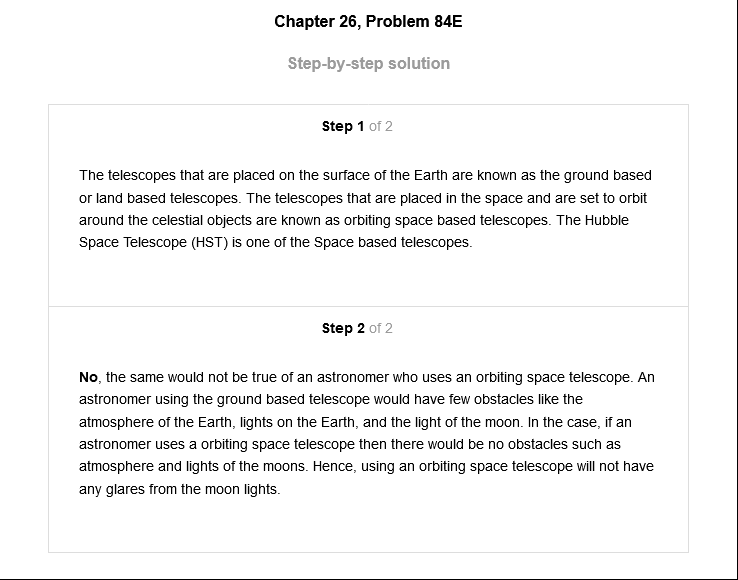 Chapter 26, Problem 84E
Step-by-step solution
Step 1 of 2
The telescopes that are placed on the surface of the Earth are known as the ground based
or land based telescopes. The telescopes that are placed in the space and are set to orbit
around the celestial objects are known as orbiting space based telescopes. The Hubble
Space Telescope (HST) is one of the Space based telescopes.
Step 2 of 2
No, the same would not be true of an astronomer who uses an orbiting space telescope. An
astronomer using the ground based telescope would have few obstacles like the
atmosphere of the Earth, lights on the Earth, and the light of the moon. In the case, if an
astronomer uses a orbiting space telescope then there would be no obstacles such as
atmosphere and lights of the moons. Hence, using an orbiting space telescope will not have
any glares from the moon lights.